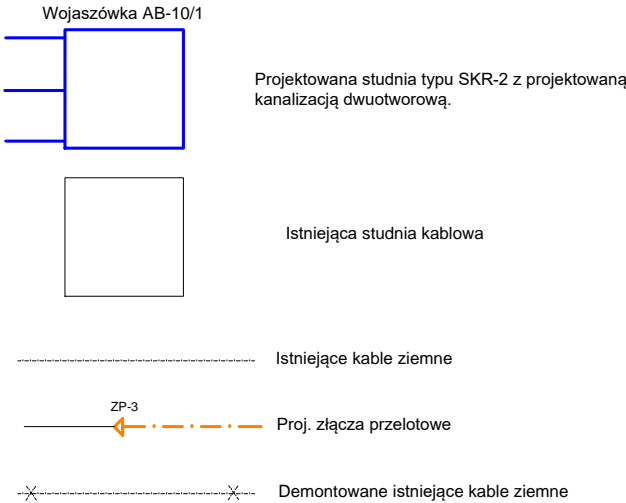 Wojaszówka AB-10/1
Projektowana studnia typu SKR-2 z projektowaną
kanalizacją dwuotworową.
Istniejąca studnia kablowa
Istniejące kable ziemne
ZP-3
Proj. złącza przelotowe
Demontowane istniejące kable ziemne